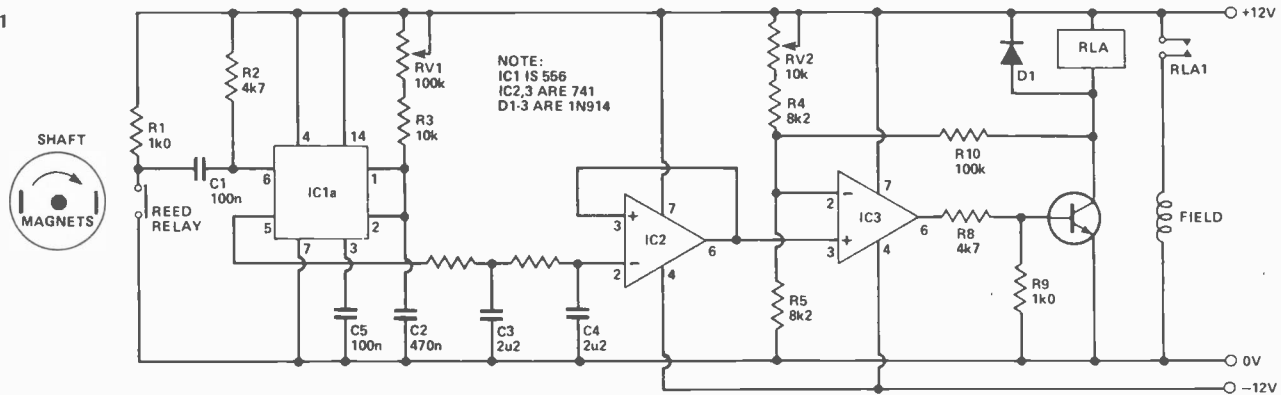 1
+12V
R1
1k0
R2
4k7
RV1
100k
R3
10k
NOTE:
IC1 IS 556
IC2,3 ARE 741
D1-3 ARE 1N914
RV2
10k
R4
8k2
D1
RLA
RLA1
SHAFT
MAGNETS
REED
RELAY
C1
100n
4
14
6
1
IC1a
5
2
7
3
R10
100k
3
+
IC2
7
6
2
−
4
2
−
IC3
7
6
3
+
4
R8
4k7
R9
1k0
FIELD
R5
8k2
C5
100n
C2
470n
C3
2u2
C4
2u2
0V
−12V